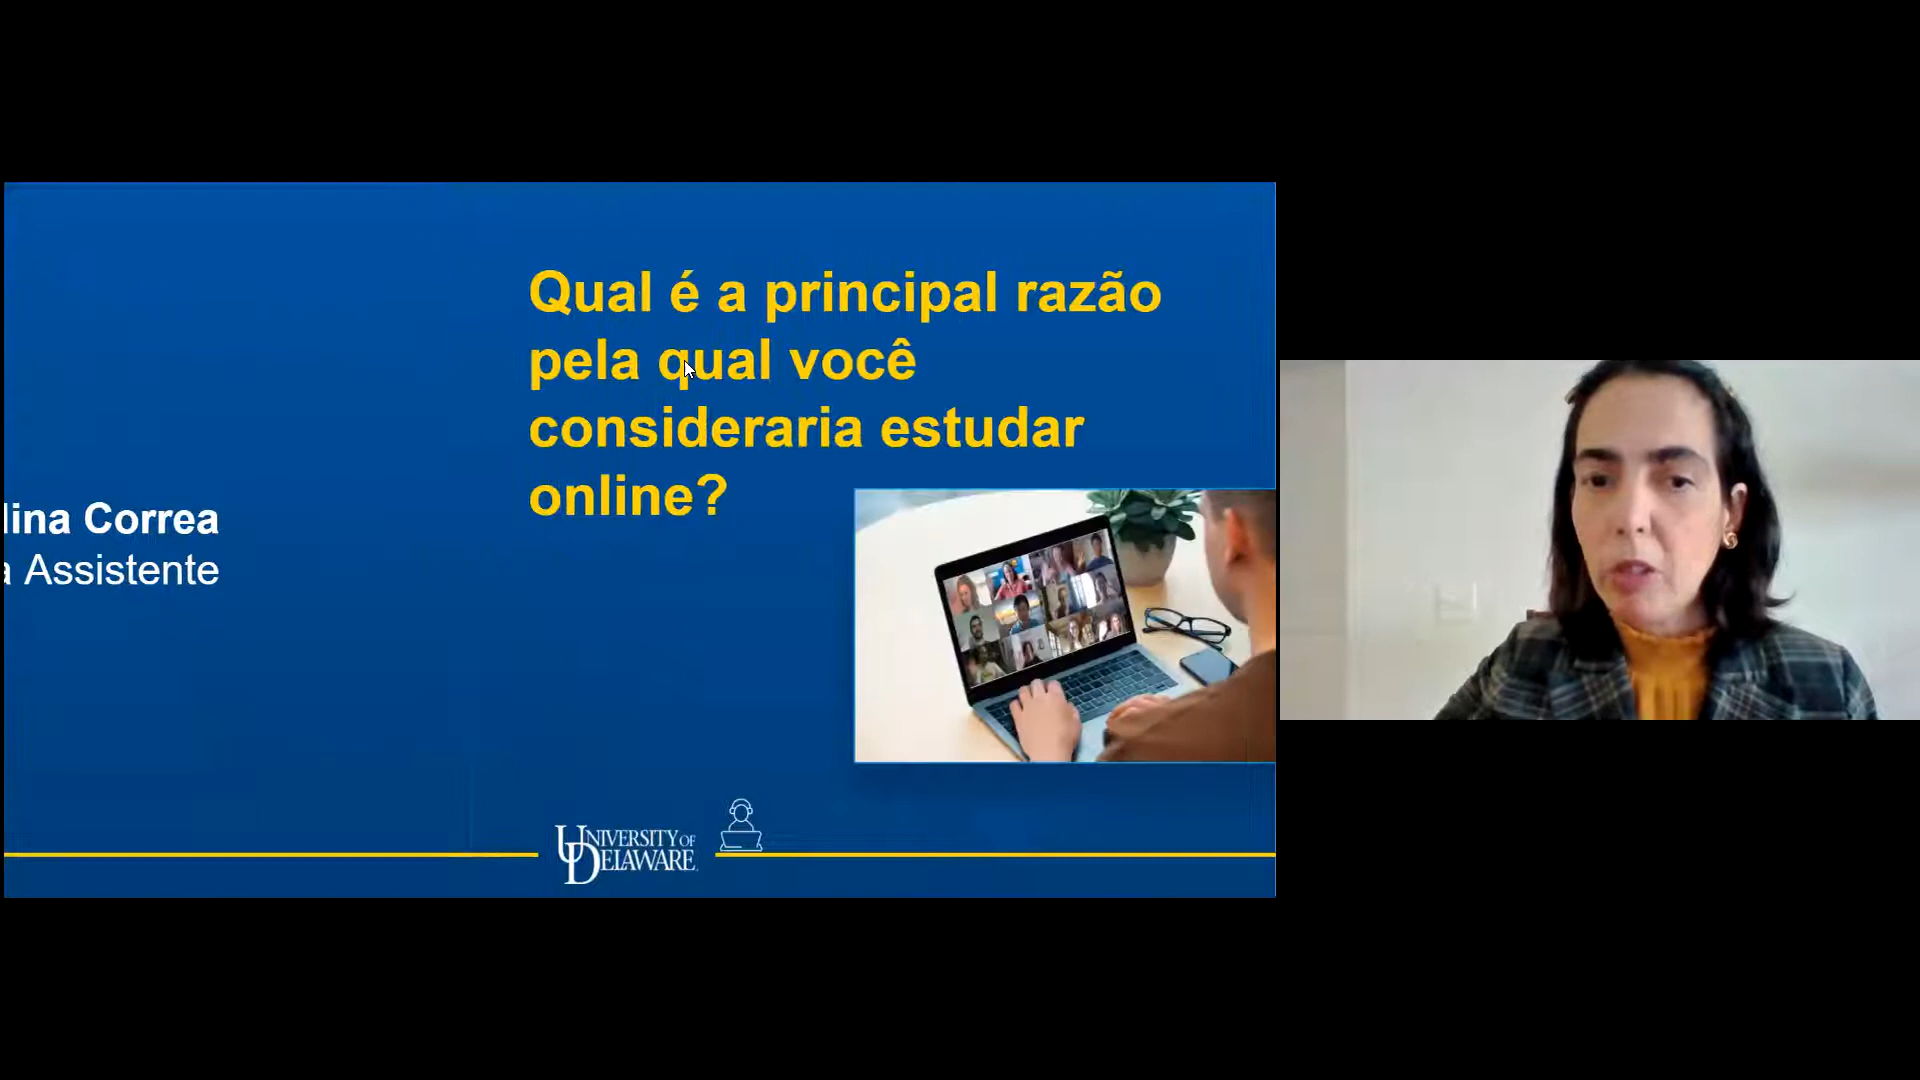 Qual é a principal razão
pela qual você
consideraria estudar
online?
lina Correa
a Assistente
UNIVERSITY OF
DELAWARE